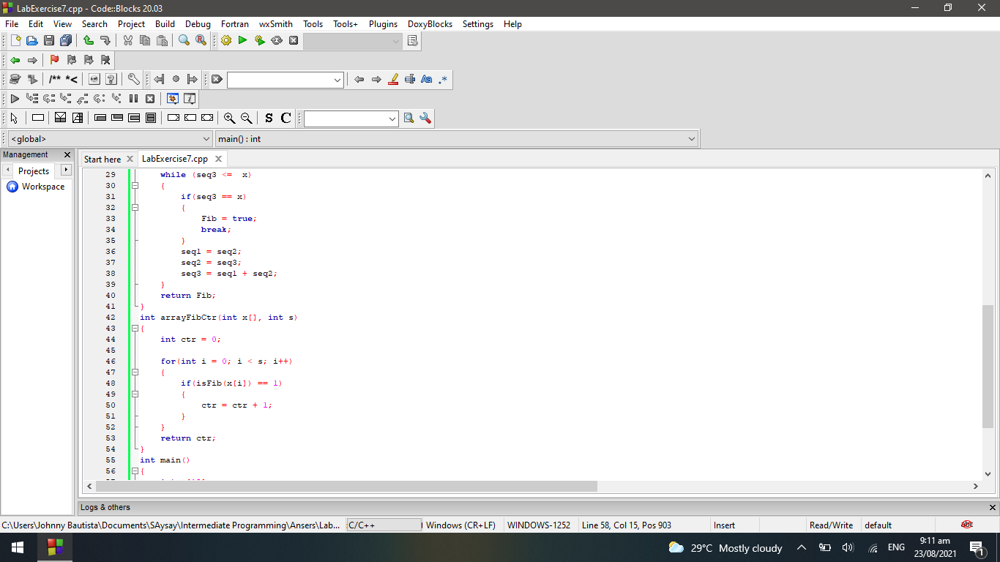 LabExercise7.cpp - Code::Blocks 20.03
File Edit View Search Project Build Debug Fortran wxSmith Tools Tools+ Plugins DoxyBlocks Settings Help
/** *<
Aa .*
S C
<global> main() : int
Management
Start here LabExercise7.cpp
Projects
Workspace
29 while (seq3 <=  x)
30 {
31 if(seq3 == x)
32 {
33 Fib = true;
34 break;
35 }
36 seq1 = seq2;
37 seq2 = seq3;
38 seq3 = seq1 + seq2;
39 }
40 return Fib;
41 }
42 int arrayFibCtr(int x[], int s)
43 {
44 int ctr = 0;
45
46 for(int i = 0; i < s; i++)
47 {
48 if(isFib(x[i]) == 1)
49 {
50 ctr = ctr + 1;
51 }
52 }
53 return ctr;
54 }
55 int main()
56 {
Logs & others
C:\Users\Johnny Bautista\Documents\SAysay\Intermediate Programming\Ansers\Lab... C/C++ Windows (CR+LF) WINDOWS-1252 Line 58, Col 15, Pos 903 Insert Read/Write default abc
29°C Mostly cloudy ENG 9:11 am
23/08/2021 1